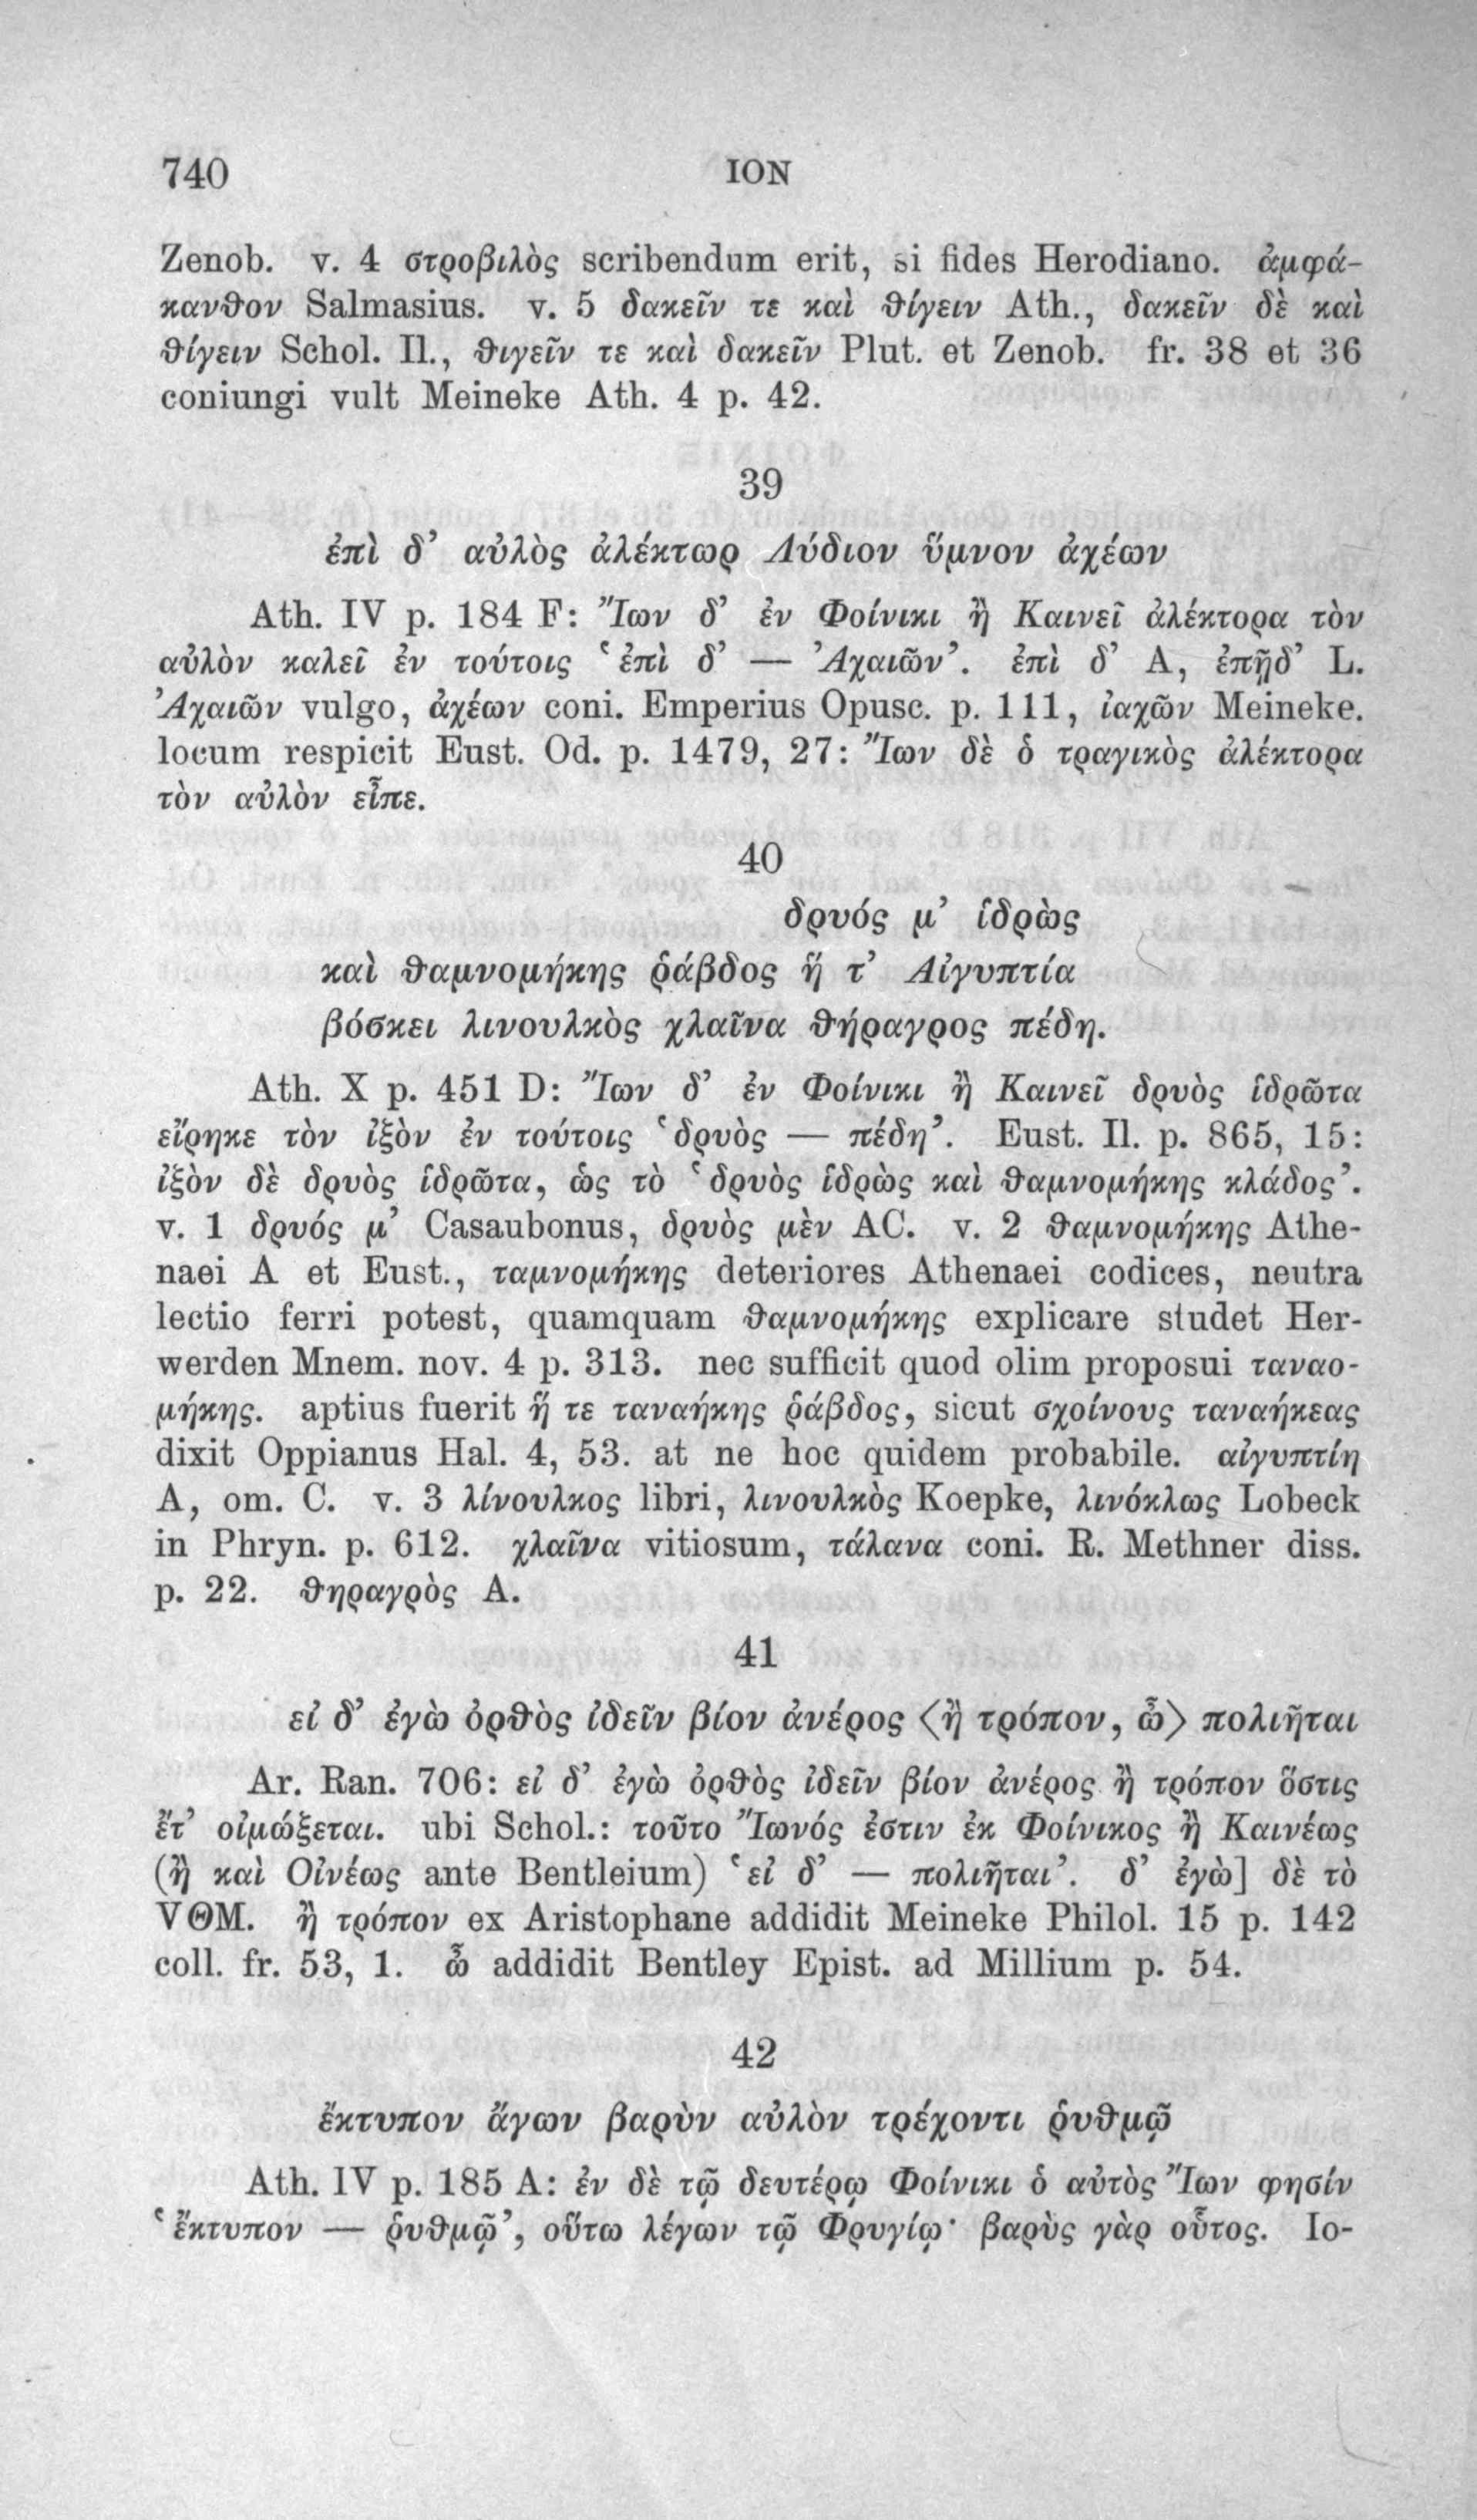 740 ION
Zenob. v. 4 στροβιλὸς scribendum erit, si fides Herodiano. ἀμφά-
κανθον Salmasius. v. 5 δακεῖν τε καὶ θίγειν Ath., δακεῖν δὲ καὶ
θίγειν Schol. Il., θιγεῖν τε καὶ δακεῖν Plut. et Zenob. fr. 38 et 36
coniungi vult Meineke Ath. 4 p. 42.
39
ἐπὶ δ’ αὐλὸς ἀλέκτωρ Λύδιον ὕμνον ἀχέων
Ath. IV p. 184 F: Ἴων δ’ ἐν Φοίνικι ἢ Καινεῖ ἀλέκτορα τὸν
αὐλὸν καλεῖ ἐν τούτοις ‘ἐπὶ δ’ — Ἀχαιῶν’. ἐπὶ δ’ A, ἐπῇδ’ L.
Ἀχαιῶν vulgo, ἀχέων coni. Emperius Opusc. p. 111, ἰαχῶν Meineke.
locum respicit Eust. Od. p. 1479, 27: Ἴων δὲ ὁ τραγικὸς ἀλέκτορα
τὸν αὐλὸν εἶπε.
40
δρυός μ’ ἱδρὼς
καὶ θαμνομήκης ῥάβδος ἥ τ’ Αἰγυπτία
βόσκει λινουλκὸς χλαῖνα θήραγρος πέδη.
Ath. X p. 451 D: Ἴων δ’ ἐν Φοίνικι ἢ Καινεῖ δρυὸς ἱδρῶτα
εἴρηκε τὸν ἰξὸν ἐν τούτοις ‘δρυὸς — πέδη’. Eust. Il. p. 865, 15:
ἰξὸν δὲ δρυὸς ἱδρῶτα, ὡς τὸ ‘δρυὸς ἱδρὼς καὶ θαμνομήκης κλάδος’.
v. 1 δρυός μ’ Casaubonus, δρυὸς μὲν AC. v. 2 θαμνομήκης Athe-
naei A et Eust., ταμνομήκης deteriores Athenaei codices, neutra
lectio ferri potest, quamquam θαμνομήκης explicare studet Her-
werden Mnem. nov. 4 p. 313. nec sufficit quod olim proposui ταναο-
μήκης. aptius fuerit ἥ τε ταναήκης ῥάβδος, sicut σχοίνους ταναήκεας
dixit Oppianus Hal. 4, 53. at ne hoc quidem probabile. αἰγυπτίη
A, om. C. v. 3 λίνουλκος libri, λινουλκὸς Koepke, λινόκλως Lobeck
in Phryn. p. 612. χλαῖνα vitiosum, τάλανα coni. R. Methner diss.
p. 22. θηραγρὸς A.
41
εἰ δ’ ἐγὼ ὀρθὸς ἰδεῖν βίον ἀνέρος ⟨ἢ τρόπον, ὦ⟩ πολιῆται
Ar. Ran. 706: εἰ δ’ ἐγὼ ὀρθὸς ἰδεῖν βίον ἀνέρος ἢ τρόπον ὅστις
ἔτ’ οἰμώξεται. ubi Schol.: τοῦτο Ἴωνός ἐστιν ἐκ Φοίνικος ἢ Καινέως
(ἢ καὶ Οἰνέως ante Bentleium) ‘εἰ δ’ — πολιῆται’. δ’ ἐγὼ] δὲ τὸ
VΘM. ἢ τρόπον ex Aristophane addidit Meineke Philol. 15 p. 142
coll. fr. 53, 1. ὦ addidit Bentley Epist. ad Millium p. 54.
42
ἔκτυπον ἄγων βαρὺν αὐλὸν τρέχοντι ῥυθμῷ
Ath. IV p. 185 A: ἐν δὲ τῷ δευτέρῳ Φοίνικι ὁ αὐτὸς Ἴων φησίν
‘ἔκτυπον — ῥυθμῷ’, οὕτω λέγων τῷ Φρυγίῳ· βαρὺς γὰρ οὗτος. Io-